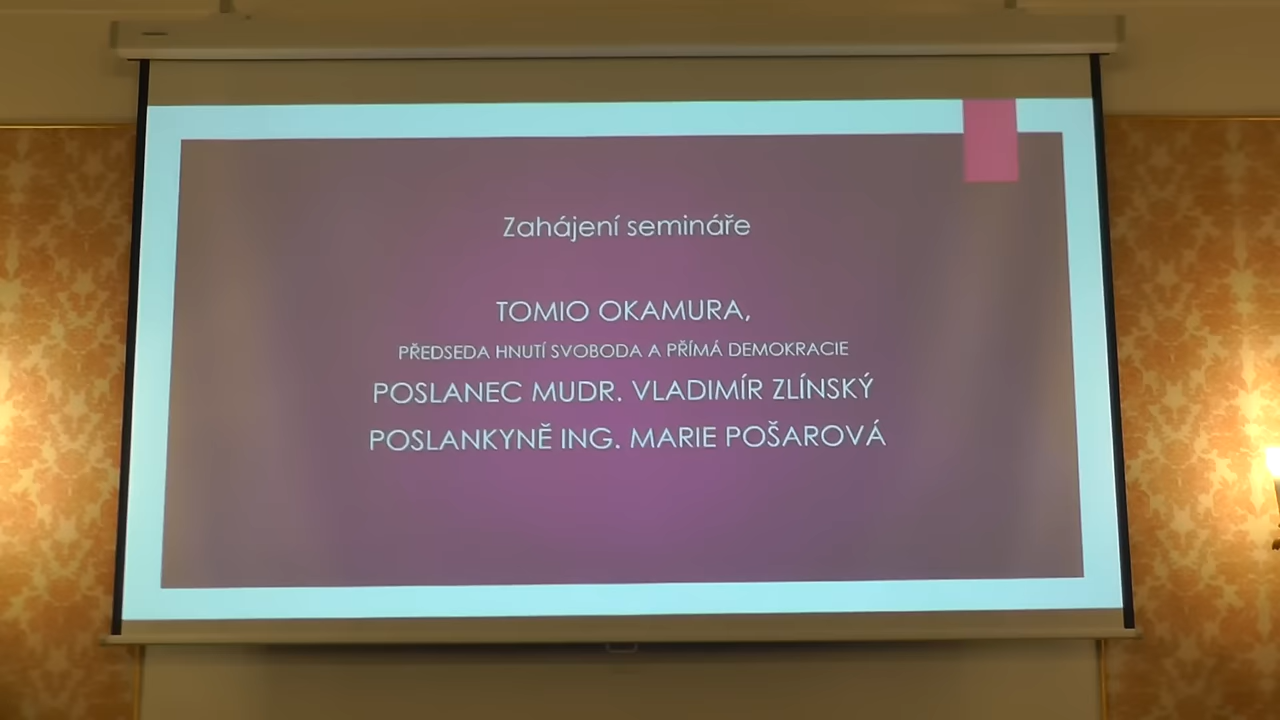 Zahájení semináře
TOMIO OKAMURA,
PŘEDSEDA HNUTÍ SVOBODA A PŘÍMÁ DEMOKRACIE
POSLANEC MUDR. VLADIMÍR ZLÍNSKÝ
POSLANKYNĚ ING. MARIE POŠAROVÁ